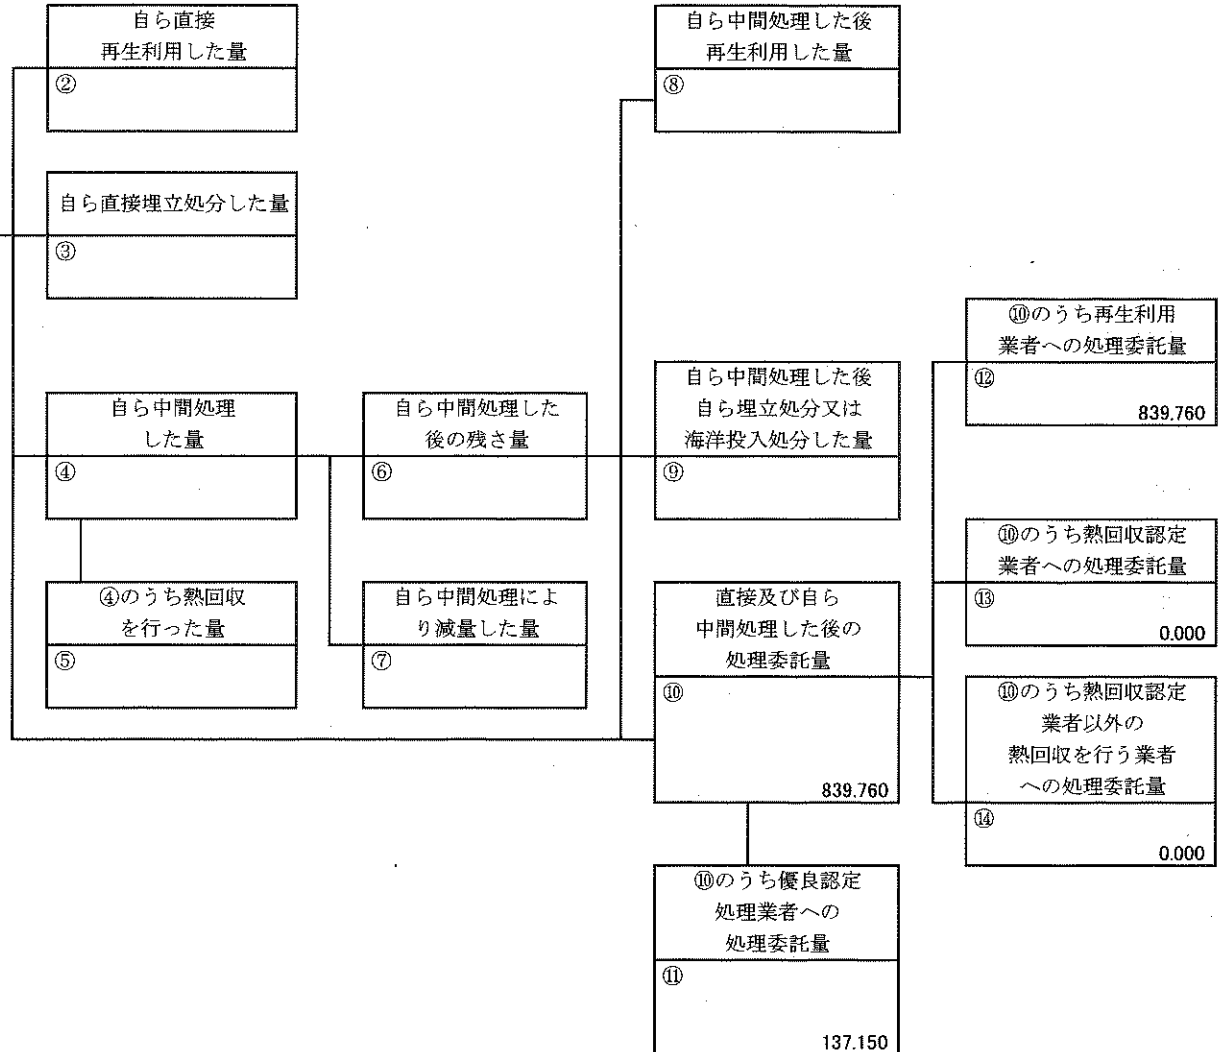 自ら直接
再生利用した量
②
自ら中間処理した後
再生利用した量
⑧
自ら直接埋立処分した量
③
⑩のうち再生利用
業者への処理委託量
⑫
839.760
自ら中間処理
した量
④
自ら中間処理した
後の残さ量
⑥
自ら中間処理した後
自ら埋立処分又は
海洋投入処分した量
⑨
⑩のうち熱回収認定
業者への処理委託量
⑬
0.000
④のうち熱回収
を行った量
⑤
自ら中間処理によ
り減量した量
⑦
直接及び自ら
中間処理した後の
処理委託量
⑩
839.760
⑩のうち熱回収認定
業者以外の
熱回収を行う業者
への処理委託量
⑭
0.000
⑩のうち優良認定
処理業者への
処理委託量
⑪
137.150